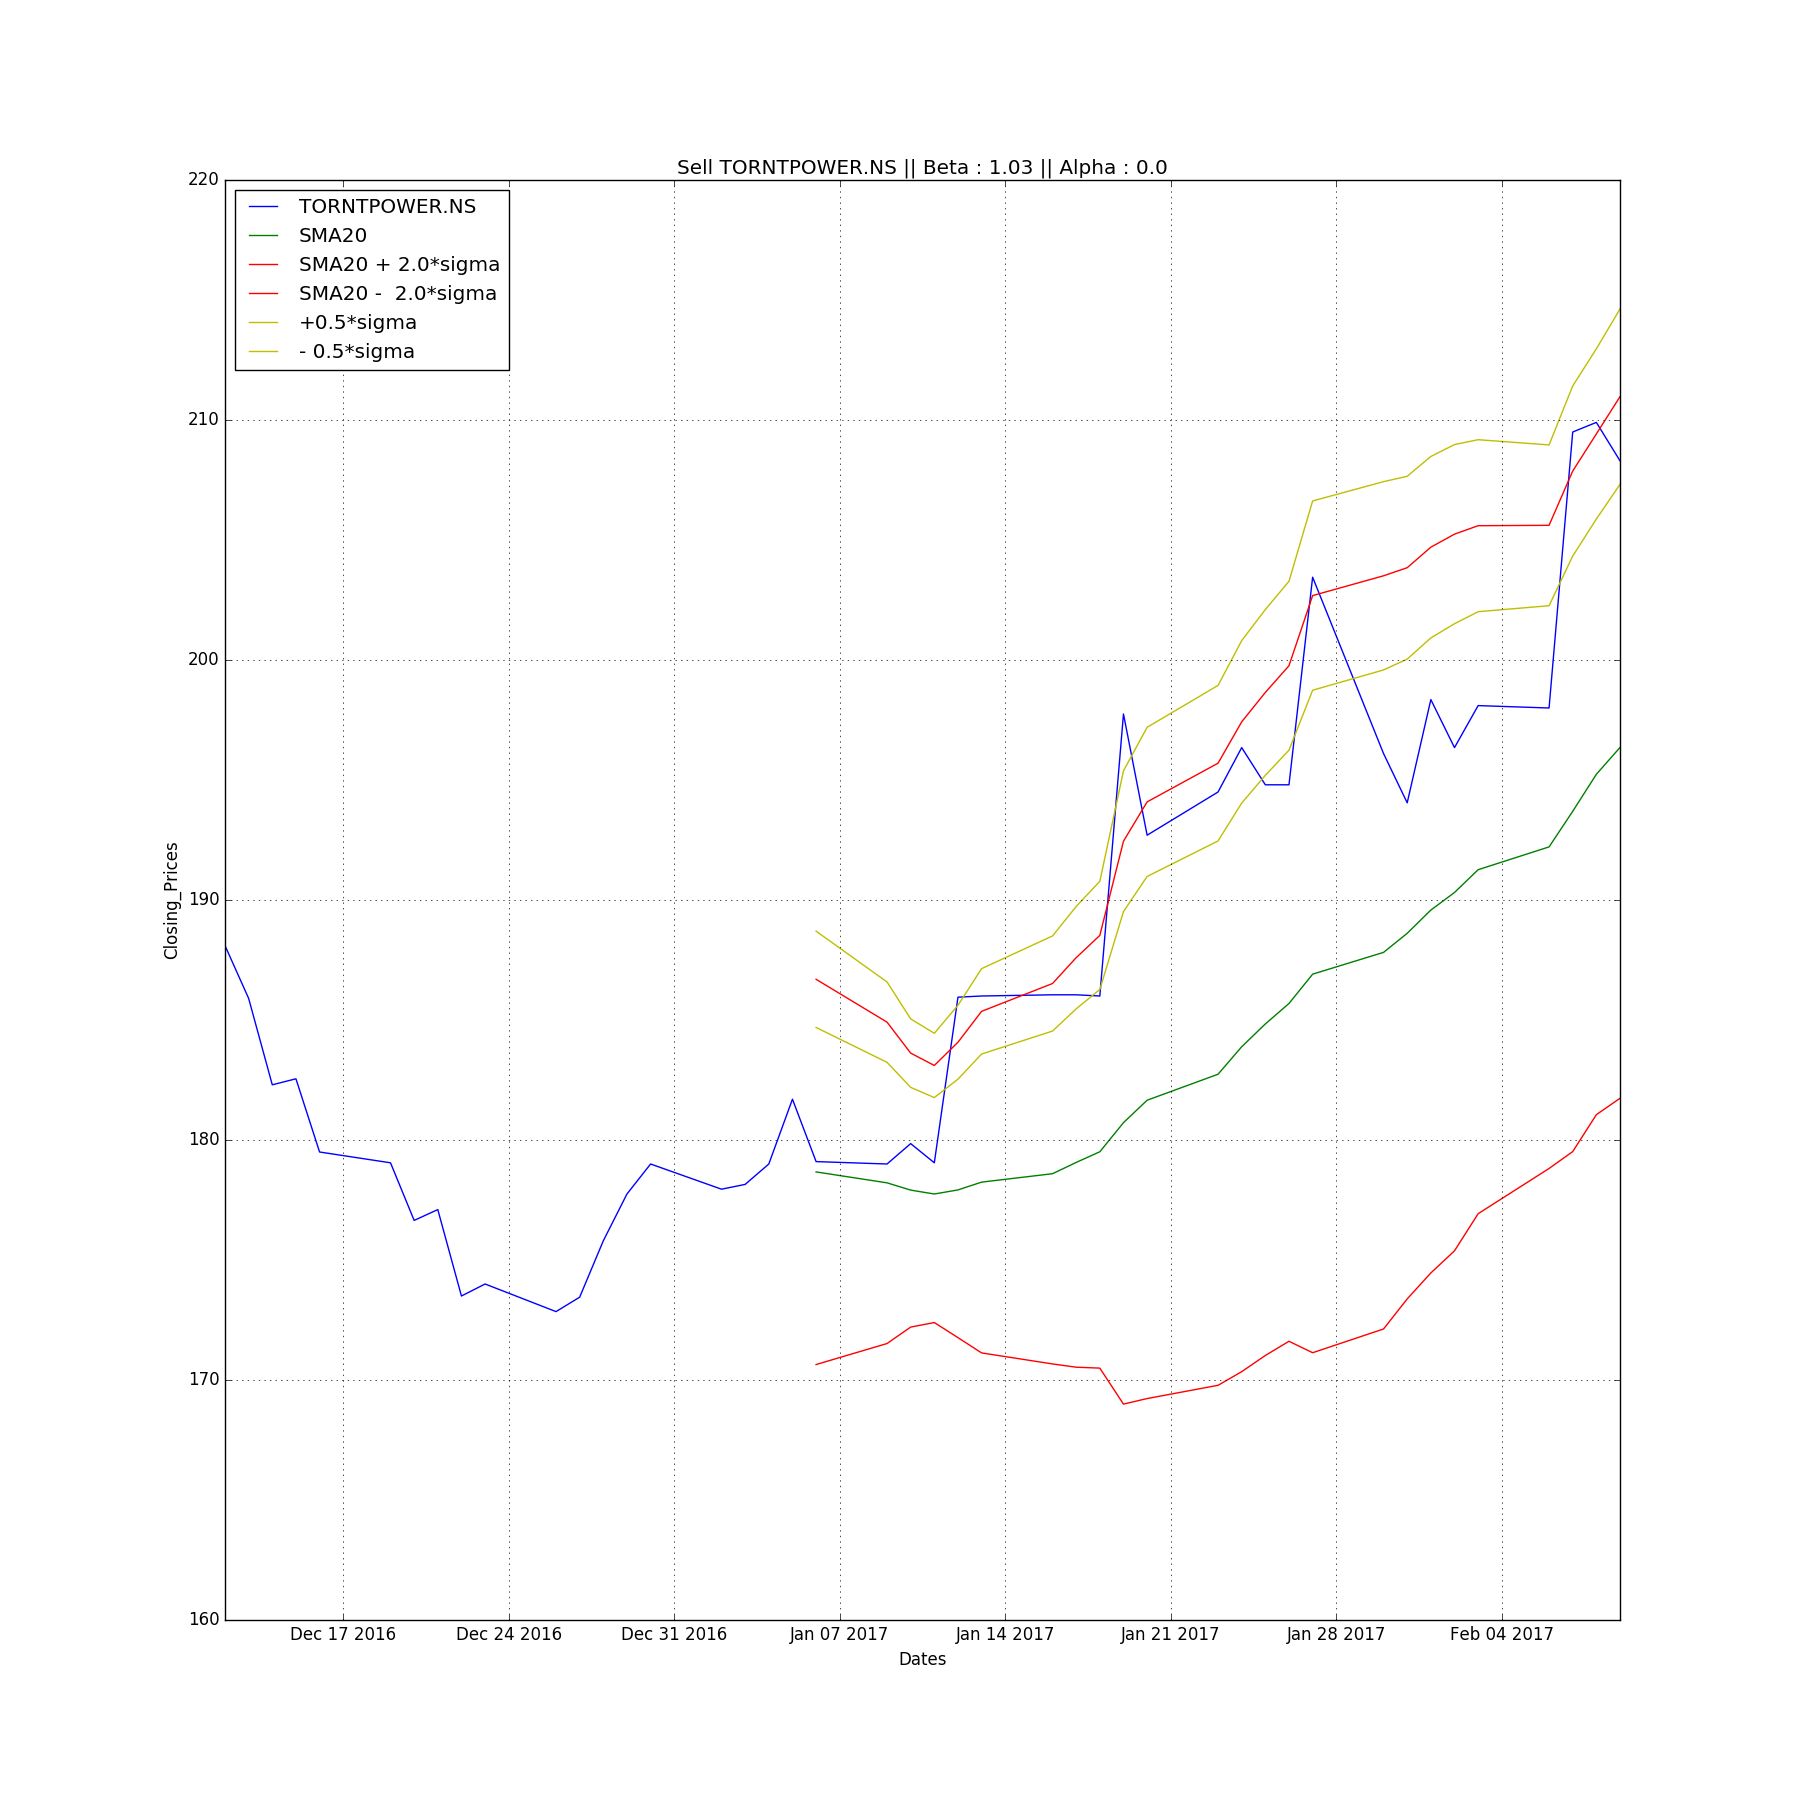 Sell TORNTPOWER.NS || Beta : 1.03 || Alpha : 0.0
TORNTPOWER.NS
SMA20
SMA20 + 2.0*sigma
SMA20 -  2.0*sigma
+0.5*sigma
- 0.5*sigma
220
210
200
190
180
170
160
Closing_Prices
Dec 17 2016
Dec 24 2016
Dec 31 2016
Jan 07 2017
Jan 14 2017
Jan 21 2017
Jan 28 2017
Feb 04 2017
Dates